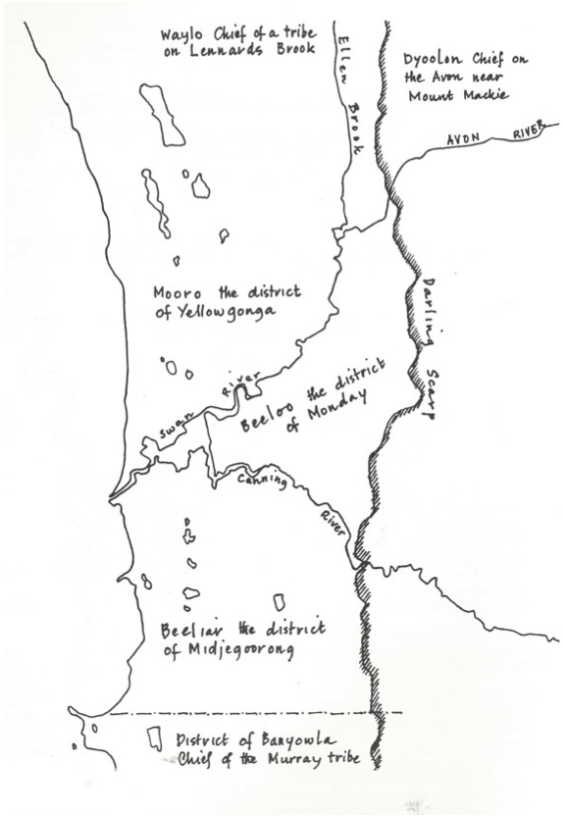 Waylo Chief of a tribe
on Lennards Brook
Ellen Brook
Dyoolon Chief on
the Avon near
Mount Mackie
AVON RIVER
Mooro the district
of Yellowgonga
Darling Scarp
Swan River
Beeloo the district
of Monday
Canning River
Beeliar the district
of Midjegoorong
District of Banyowla
Chief of the Murray tribe